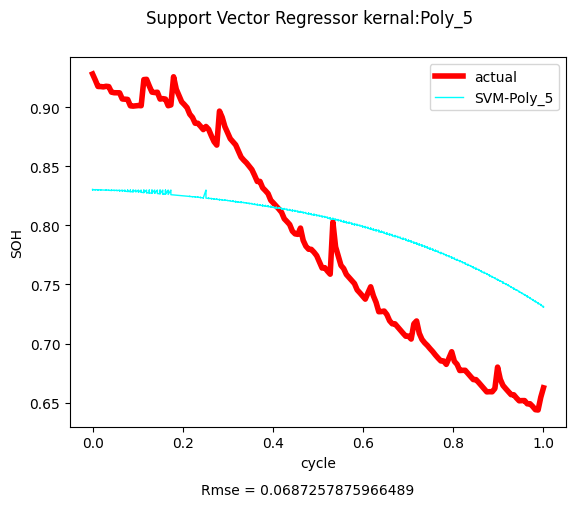 Support Vector Regressor kernal:Poly_5
actual
SVM-Poly_5
SOH
0.90
0.85
0.80
0.75
0.70
0.65
0.0 0.2 0.4 0.6 0.8 1.0
cycle
Rmse = 0.0687257875966489